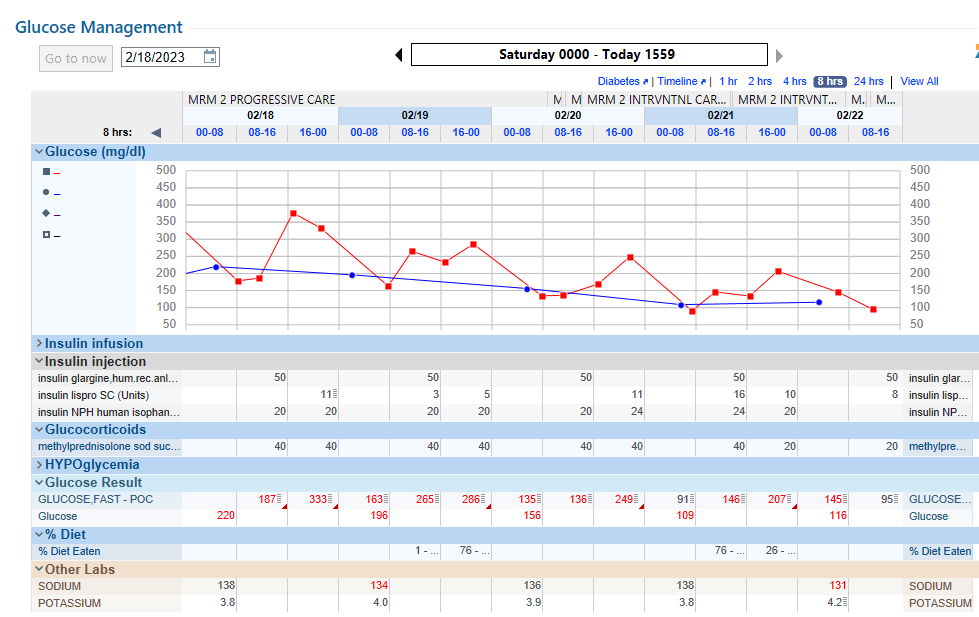 Glucose Management
Go to now 2/18/2023 Saturday 0000 - Today 1559
Diabetes | Timeline | 1 hr 2 hrs 4 hrs 8 hrs 24 hrs | View All
MRM 2 PROGRESSIVE CARE M M MRM 2 INTRVNTNL CAR... MRM 2 INTRVNT... M... M...
02/18 02/19 02/20 02/21 02/22
8 hrs: 00-08 08-16 16-00 00-08 08-16 16-00 00-08 08-16 16-00 00-08 08-16 16-00 00-08 08-16
Glucose (mg/dl)
500 500
450 450
400 400
350 350
300 300
250 250
200 200
150 150
100 100
50 50
Insulin infusion
Insulin injection
insulin glargine,hum.rec.anl... 50 50 50 50 50 insulin glar...
insulin lispro SC (Units) 11 3 5 11 16 10 8 insulin lisp...
insulin NPH human isophan... 20 20 20 20 20 24 24 20 insulin NP...
Glucocorticoids
methylprednisolone sod suc... 40 40 40 40 40 40 40 20 20 methylpre...
HYPOglycemia
Glucose Result
GLUCOSE,FAST - POC 187 333 163 265 286 135 136 249 91 146 207 145 95 GLUCOSE...
Glucose 220 196 156 109 116 Glucose
% Diet
% Diet Eaten 1 - ... 76 - ... 76 - ... 26 - ... % Diet Eaten
Other Labs
SODIUM 138 134 136 138 131 SODIUM
POTASSIUM 3.8 4.0 3.9 3.8 4.2 POTASSIUM